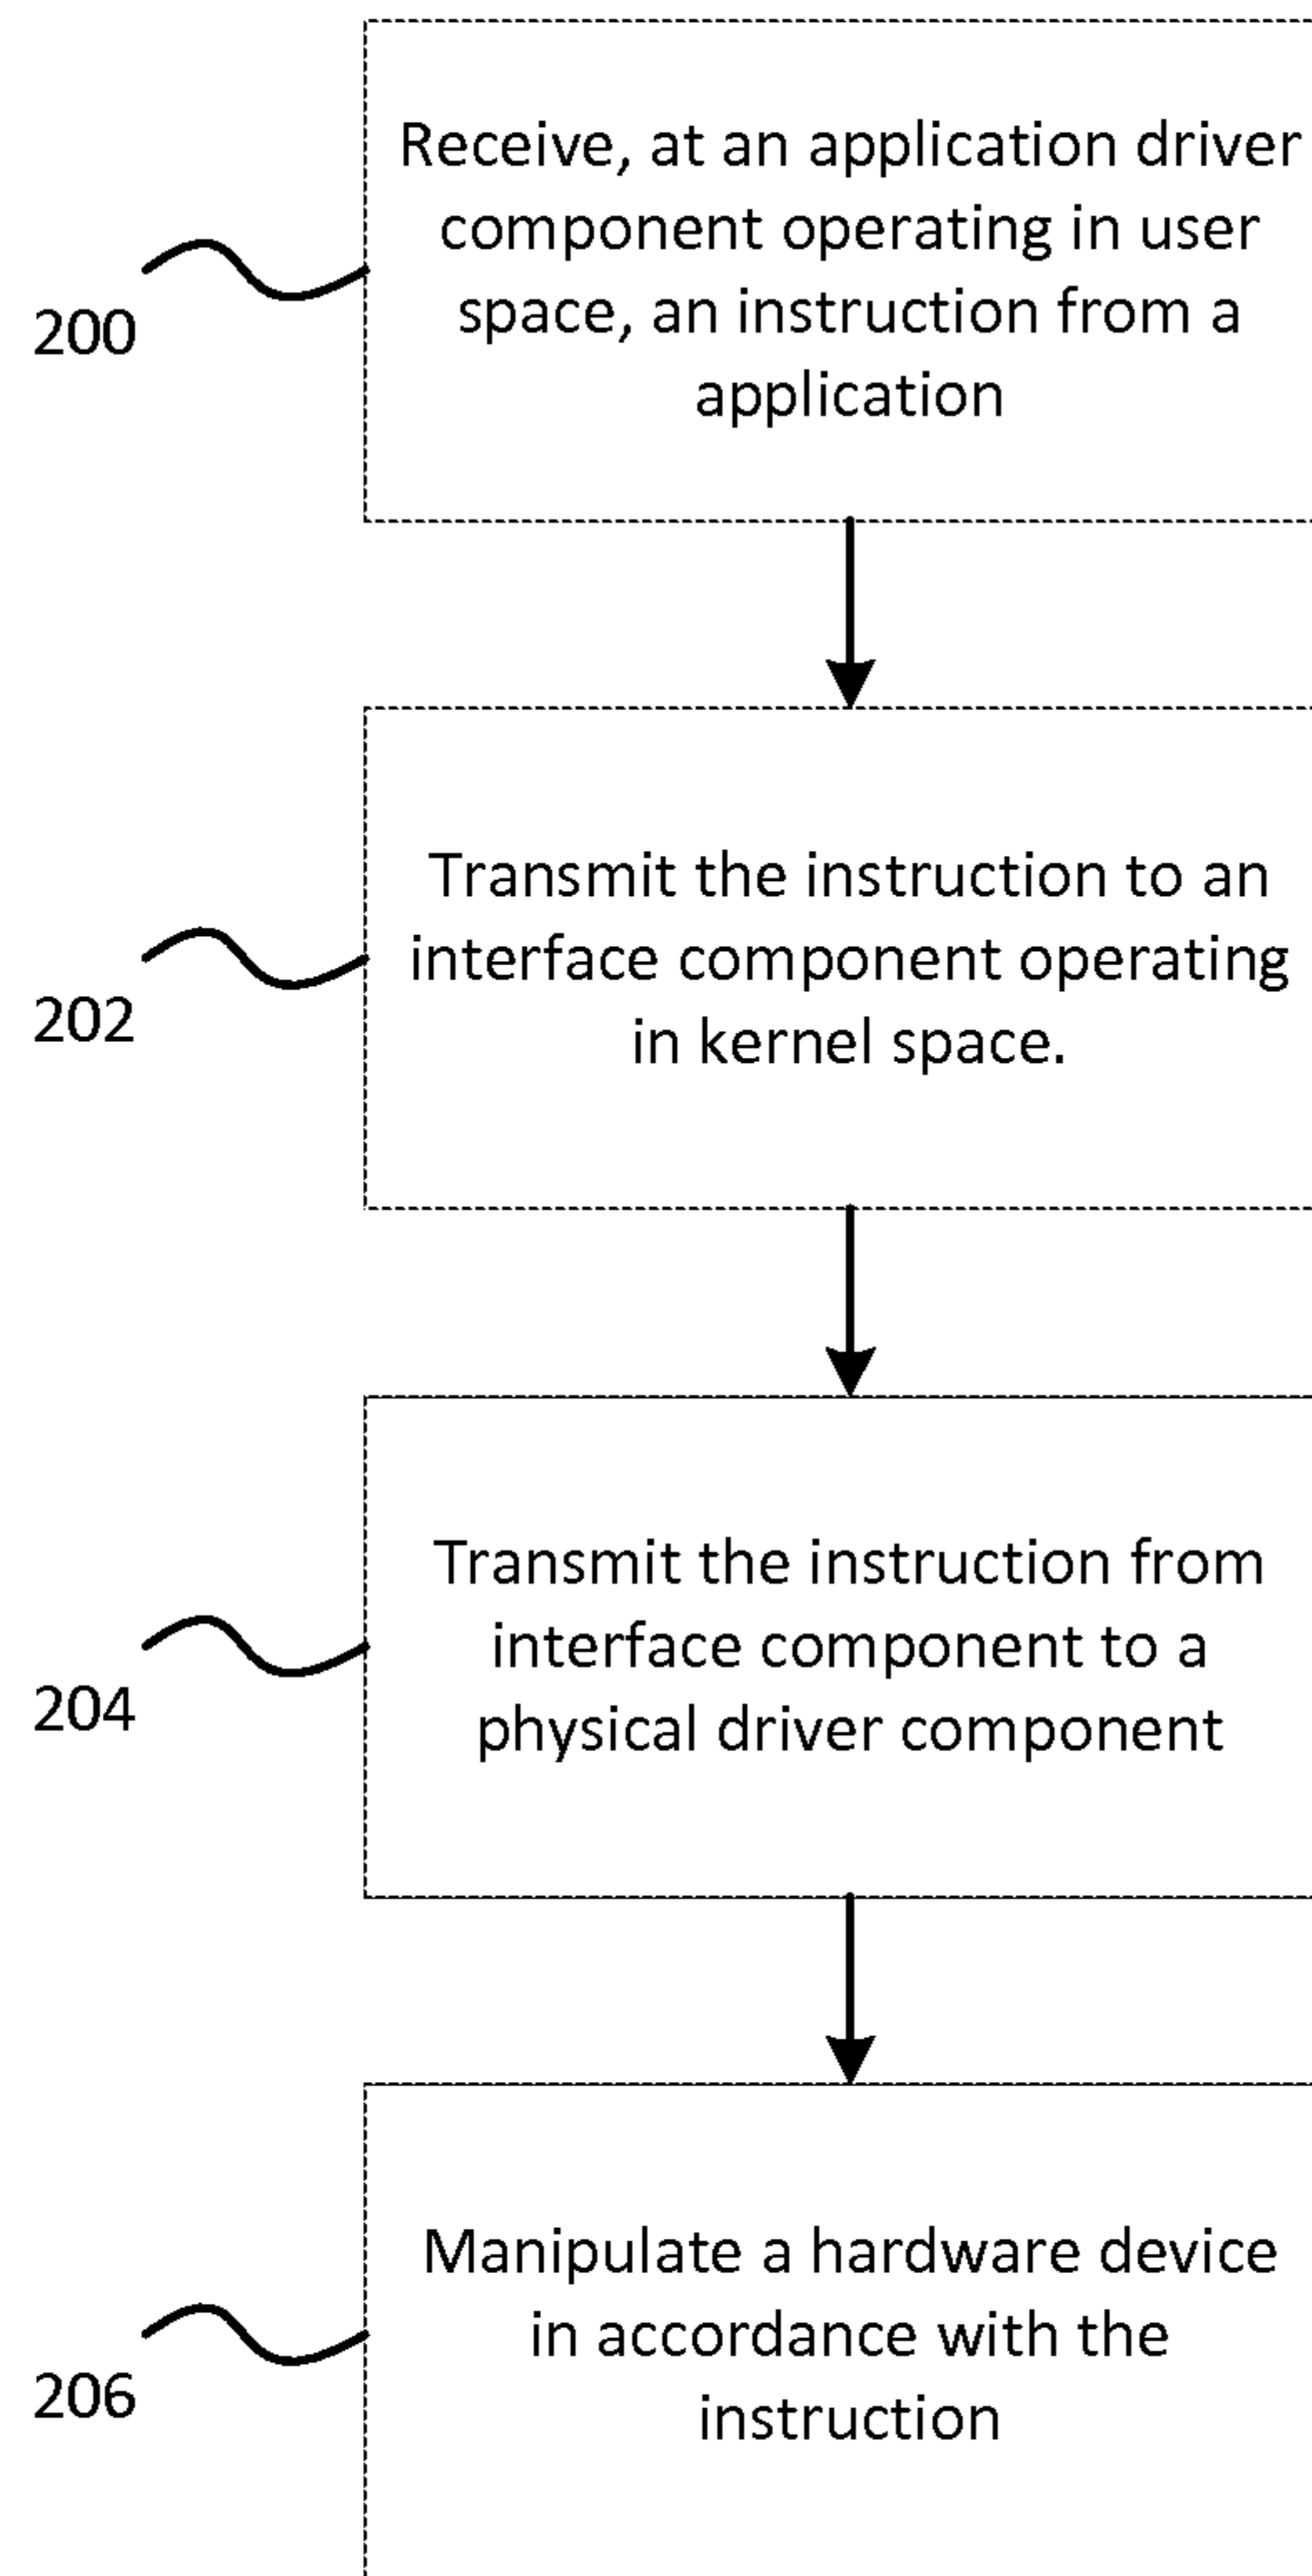 Receive, at an application driver
component operating in user
space, an instruction from a
application
200
Transmit the instruction to an
interface component operating
in kernel space.
202
Transmit the instruction from
interface component to a
physical driver component
204
Manipulate a hardware device
in accordance with the
instruction
206